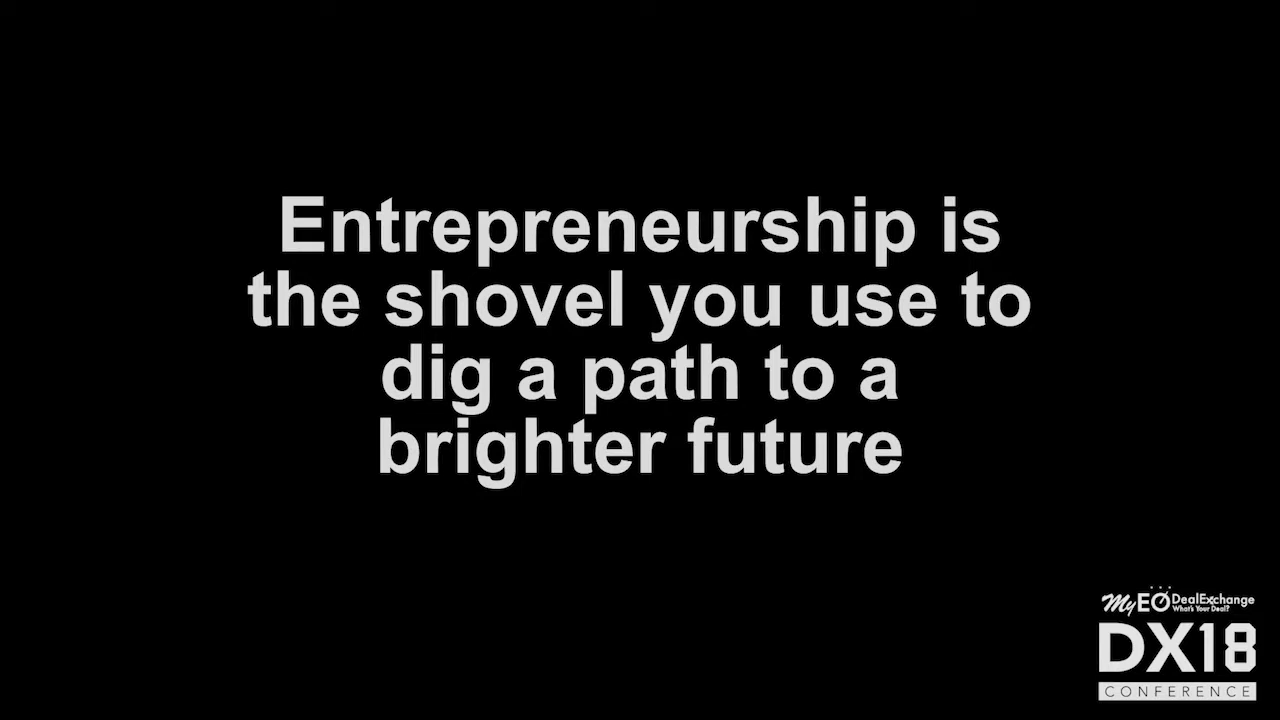 Entrepreneurship is
the shovel you use to
dig a path to a
brighter future
MyEO DealExchange
What's Your Deal?
DX18
CONFERENCE